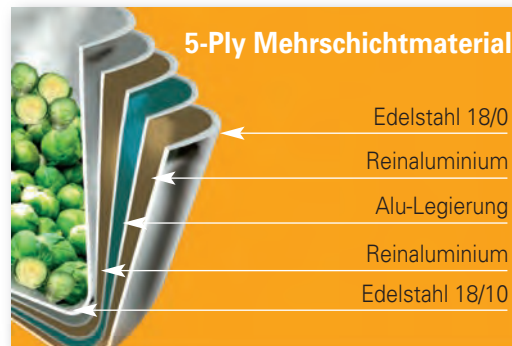 5-Ply Mehrschichtmaterial
Edelstahl 18/0
Reinaluminium
Alu-Legierung
Reinaluminium
Edelstahl 18/10